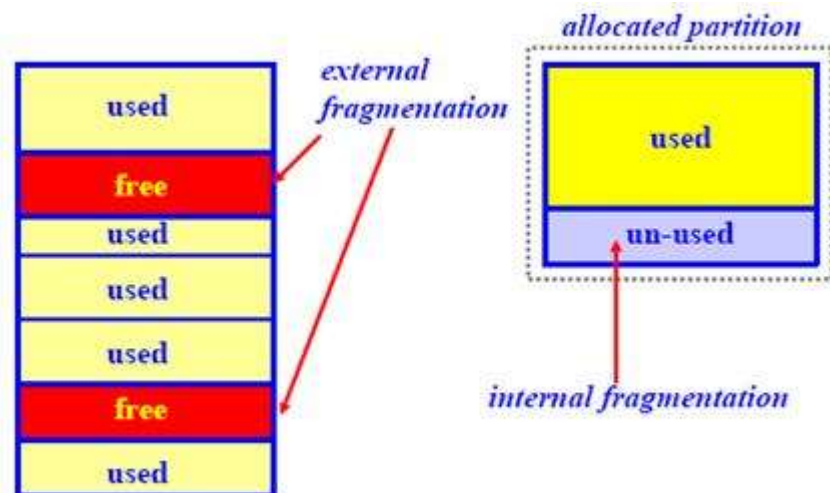 allocated partition
external
fragmentation
used
free
used
used
used
free
used
used
un-used
internal fragmentation